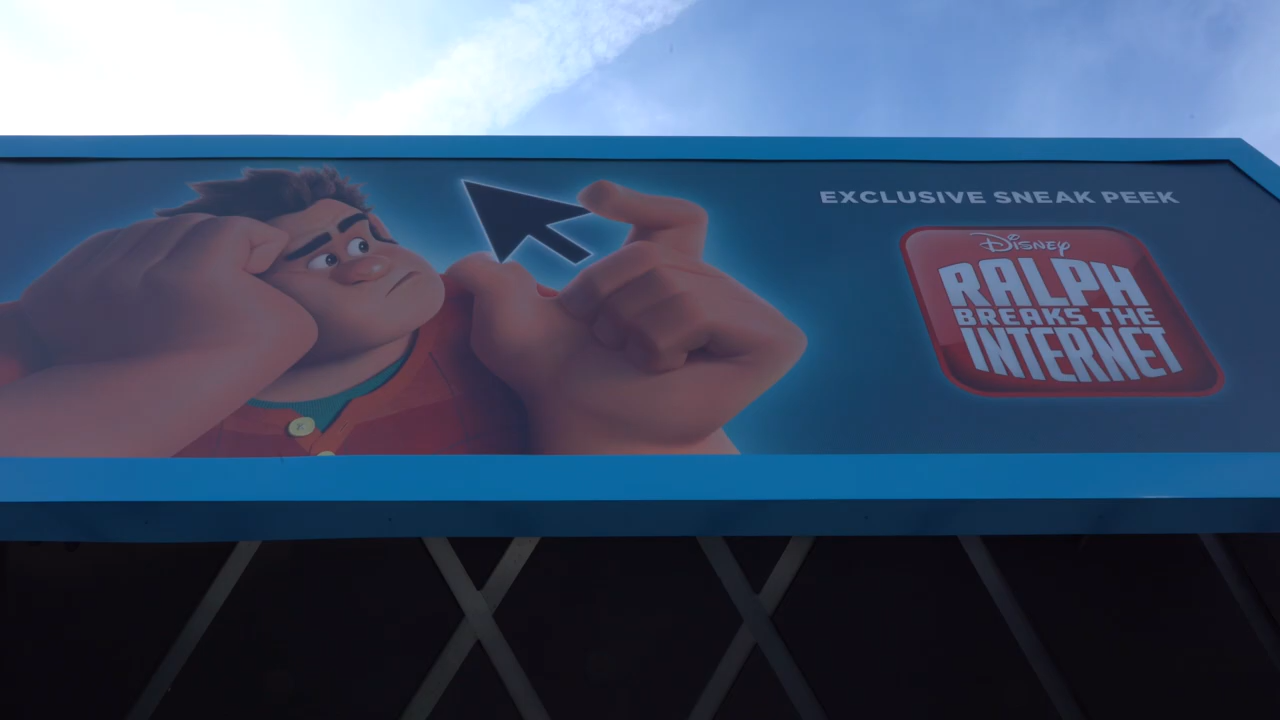 EXCLUSIVE SNEAK PEEK
Disney
RALPH
BREAKS THE
INTERNET